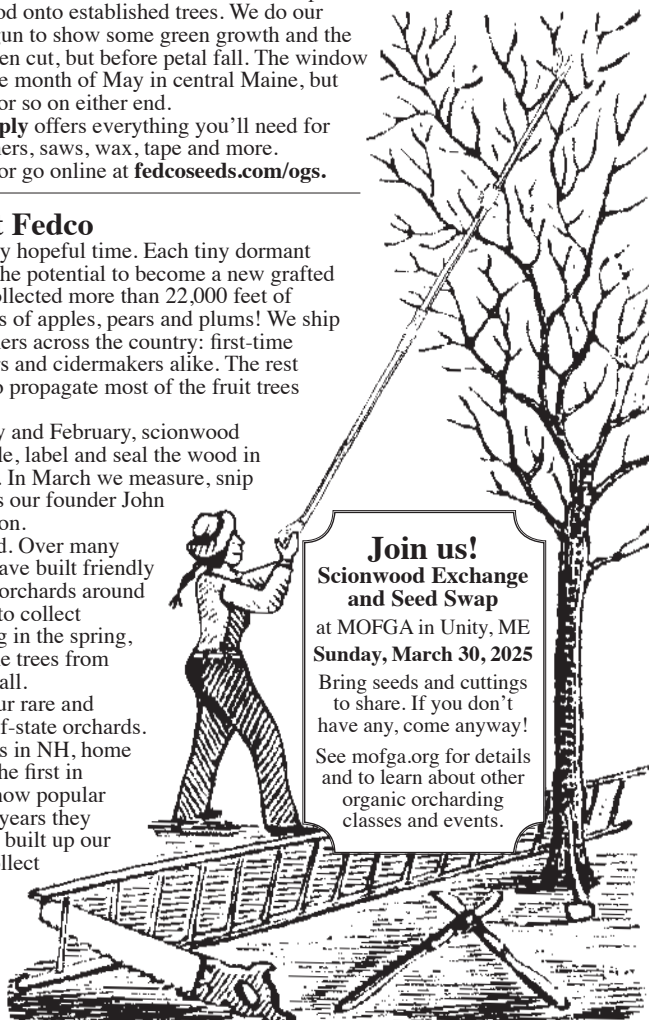 od onto established trees. We do our
gun to show some green growth and the
en cut, but before petal fall. The window
e month of May in central Maine, but
or so on either end.
ply offers everything you'll need for
ers, saws, wax, tape and more.
or go online at fedcoseeds.com/ogs.
t Fedco
y hopeful time. Each tiny dormant
he potential to become a new grafted
ollected more than 22,000 feet of
s of apples, pears and plums! We ship
ers across the country: first-time
rs and cidermakers alike. The rest
o propagate most of the fruit trees
y and February, scionwood
le, label and seal the wood in
. In March we measure, snip
s our founder John
on.
d. Over many
ave built friendly
orchards around
to collect
g in the spring,
e trees from
all.
ur rare and
f-state orchards.
s in NH, home
he first in
now popular
years they
built up our
llect
Join us!
Scionwood Exchange
and Seed Swap
at MOFGA in Unity, ME
Sunday, March 30, 2025
Bring seeds and cuttings
to share. If you don't
have any, come anyway!
See mofga.org for details
and to learn about other
organic orcharding
classes and events.